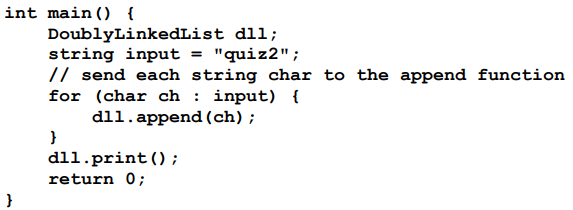 int main() {
    DoublyLinkedList dll;
    string input = "quiz2";
    // send each string char to the append function
    for (char ch : input) {
        dll.append(ch);
    }
    dll.print();
    return 0;
}